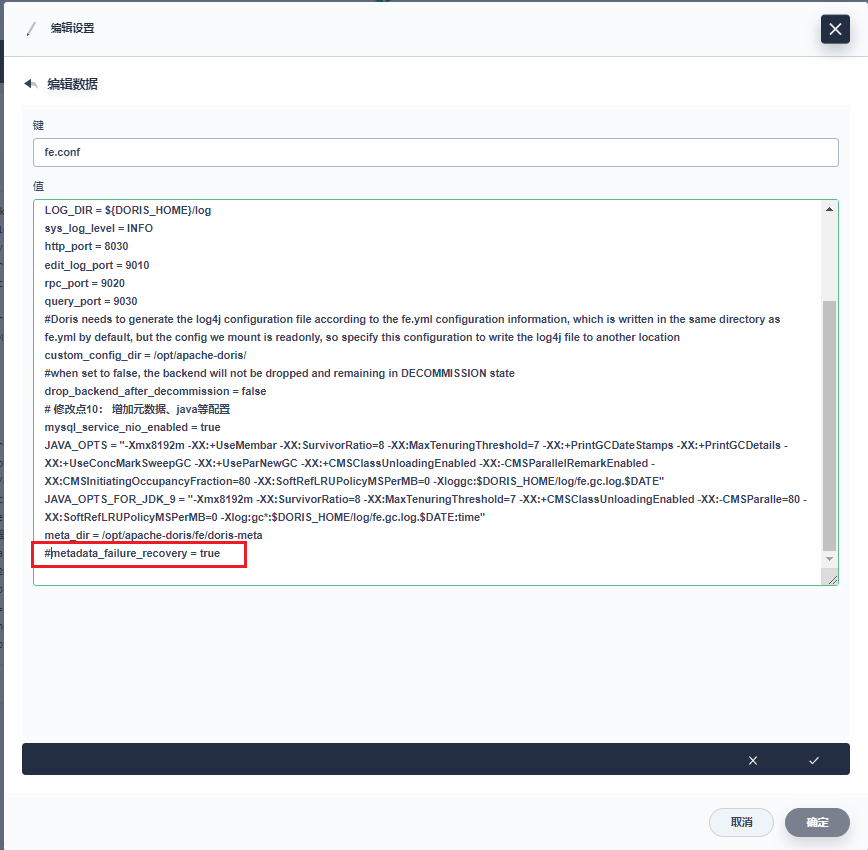 编辑设置
编辑数据
键
fe.conf
值
LOG_DIR = ${DORIS_HOME}/log
sys_log_level = INFO
http_port = 8030
edit_log_port = 9010
rpc_port = 9020
query_port = 9030
#Doris needs to generate the log4j configuration file according to the fe.yml configuration information, which is written in the same directory as
fe.yml by default, but the config we mount is readonly, so specify this configuration to write the log4j file to another location
custom_config_dir = /opt/apache-doris/
#when set to false, the backend will not be dropped and remaining in DECOMMISSION state
drop_backend_after_decommission = false
# 修改点10： 增加元数据、java等配置
mysql_service_nio_enabled = true
JAVA_OPTS = "-Xmx8192m -XX:+UseMembar -XX:SurvivorRatio=8 -XX:MaxTenuringThreshold=7 -XX:+PrintGCDateStamps -XX:+PrintGCDetails -
XX:+UseConcMarkSweepGC -XX:+UseParNewGC -XX:+CMSClassUnloadingEnabled -XX:-CMSParallelRemarkEnabled -
XX:CMSInitiatingOccupancyFraction=80 -XX:SoftRefLRUPolicyMSPerMB=0 -Xloggc:$DORIS_HOME/log/fe.gc.log.$DATE"
JAVA_OPTS_FOR_JDK_9 = "-Xmx8192m -XX:SurvivorRatio=8 -XX:MaxTenuringThreshold=7 -XX:+CMSClassUnloadingEnabled -XX:-CMSParalle=80 -
XX:SoftRefLRUPolicyMSPerMB=0 -Xlog:gc*:$DORIS_HOME/log/fe.gc.log.$DATE:time"
meta_dir = /opt/apache-doris/fe/doris-meta
#metadata_failure_recovery = true
取消
确定